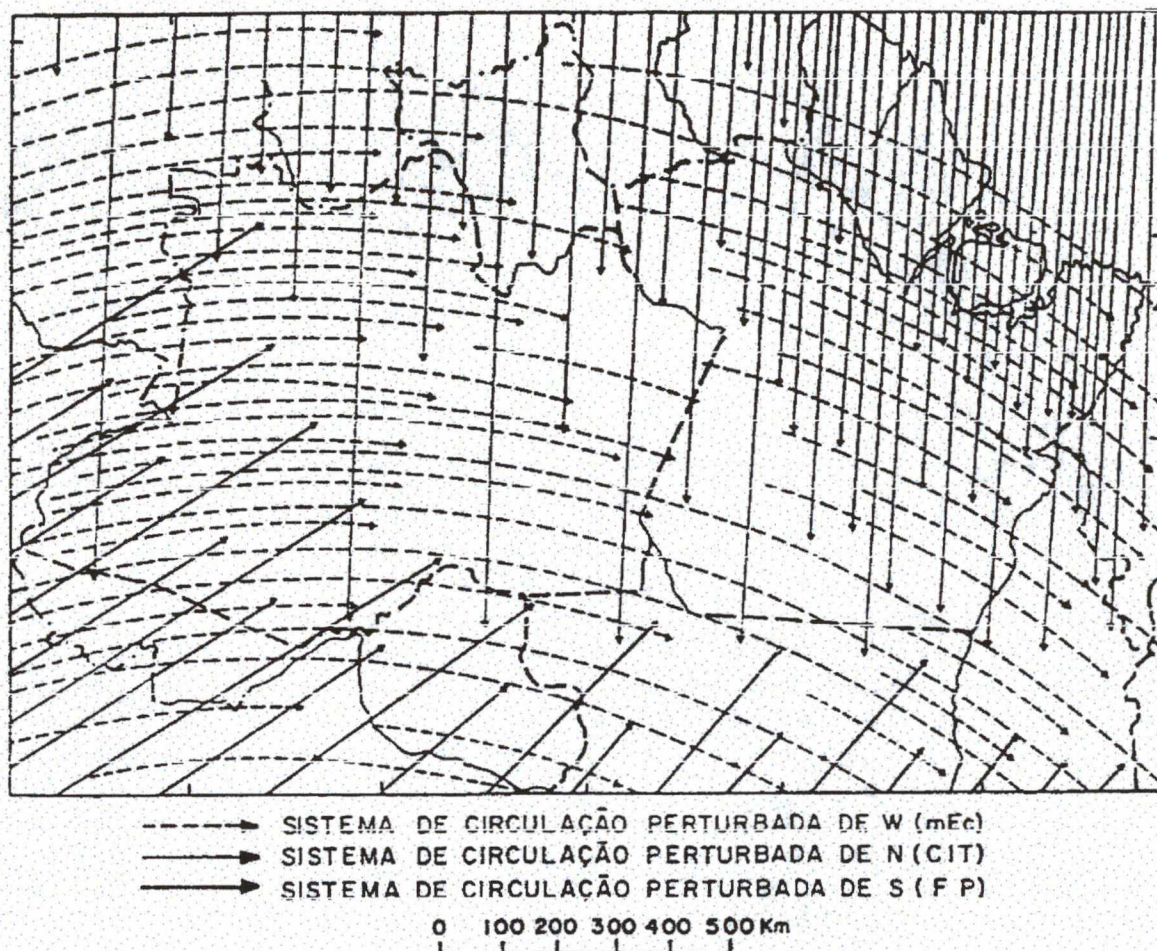 SISTEMA DE CIRCULAÇÃO PERTURBADA DE W (mEc)
SISTEMA DE CIRCULAÇÃO PERTURBADA DE N (CIT)
SISTEMA DE CIRCULAÇÃO PERTURBADA DE S (FP)
0 100 200 300 400 500 Km